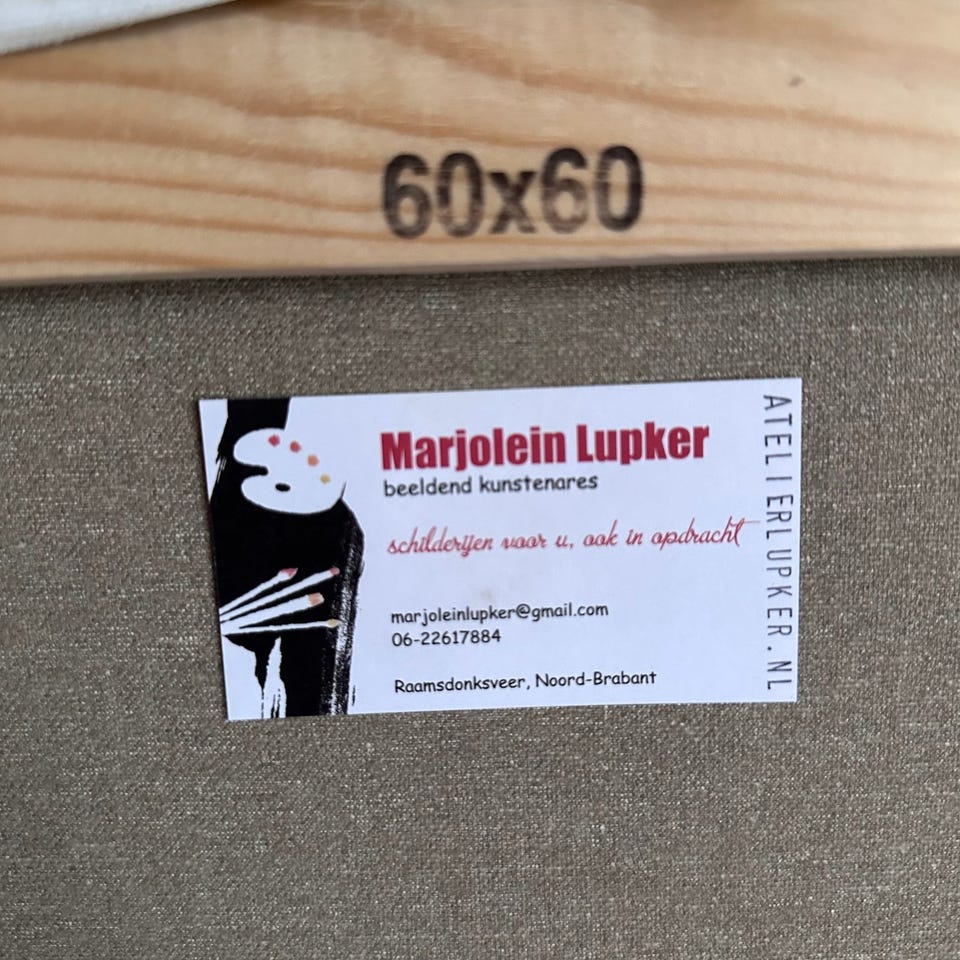 60x60
Marjolein Lupker
beeldend kunstenares
schilderijen voor u, ook in opdracht
marjoleinlupker@gmail.com
06-22617884
Raamsdonksveer, Noord-Brabant
ATELIERLUPKER.NL